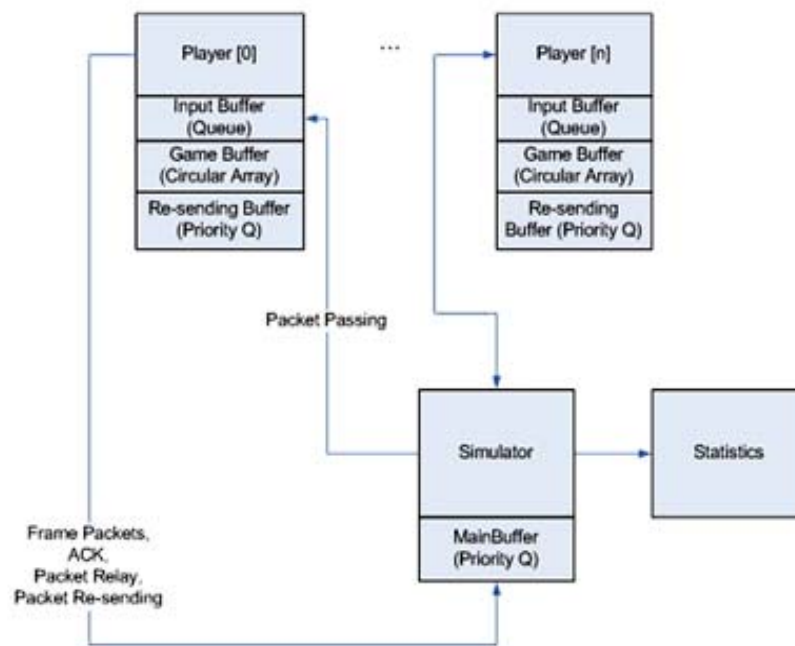 Player [0]
...
Player [n]
Input Buffer
(Queue)
Game Buffer
(Circular Array)
Re-sending Buffer
(Priority Q)
Input Buffer
(Queue)
Game Buffer
(Circular Array)
Re-sending
Buffer (Priority Q)
Packet Passing
Simulator
Statistics
MainBuffer
(Priority Q)
Frame Packets,
ACK,
Packet Relay,
Packet Re-sending